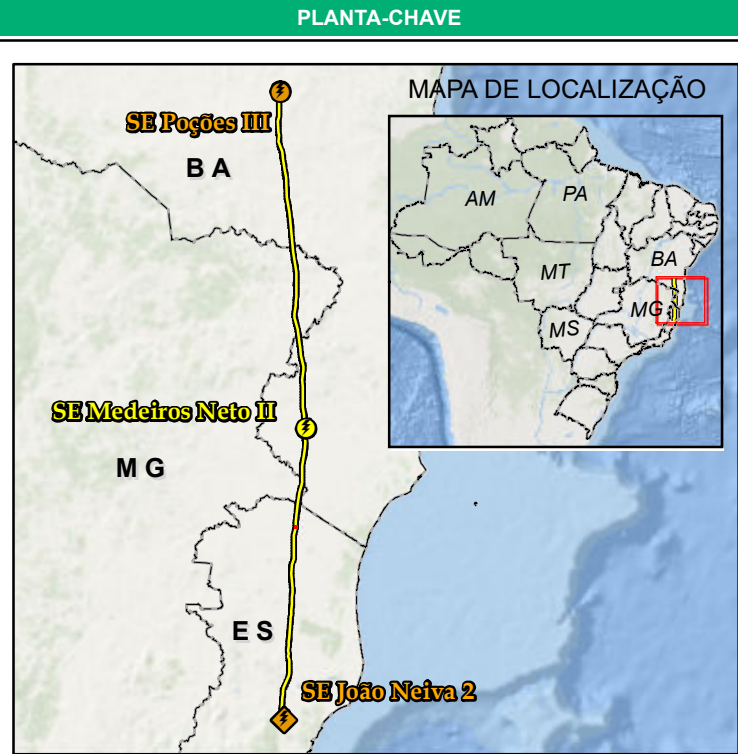 PLANTA-CHAVE
MAPA DE LOCALIZAÇÃO
SE Poções III
B A
AM
PA
BA
MT
MG
MS
SE Medeiros Neto II
M G
E S
SE João Neiva 2